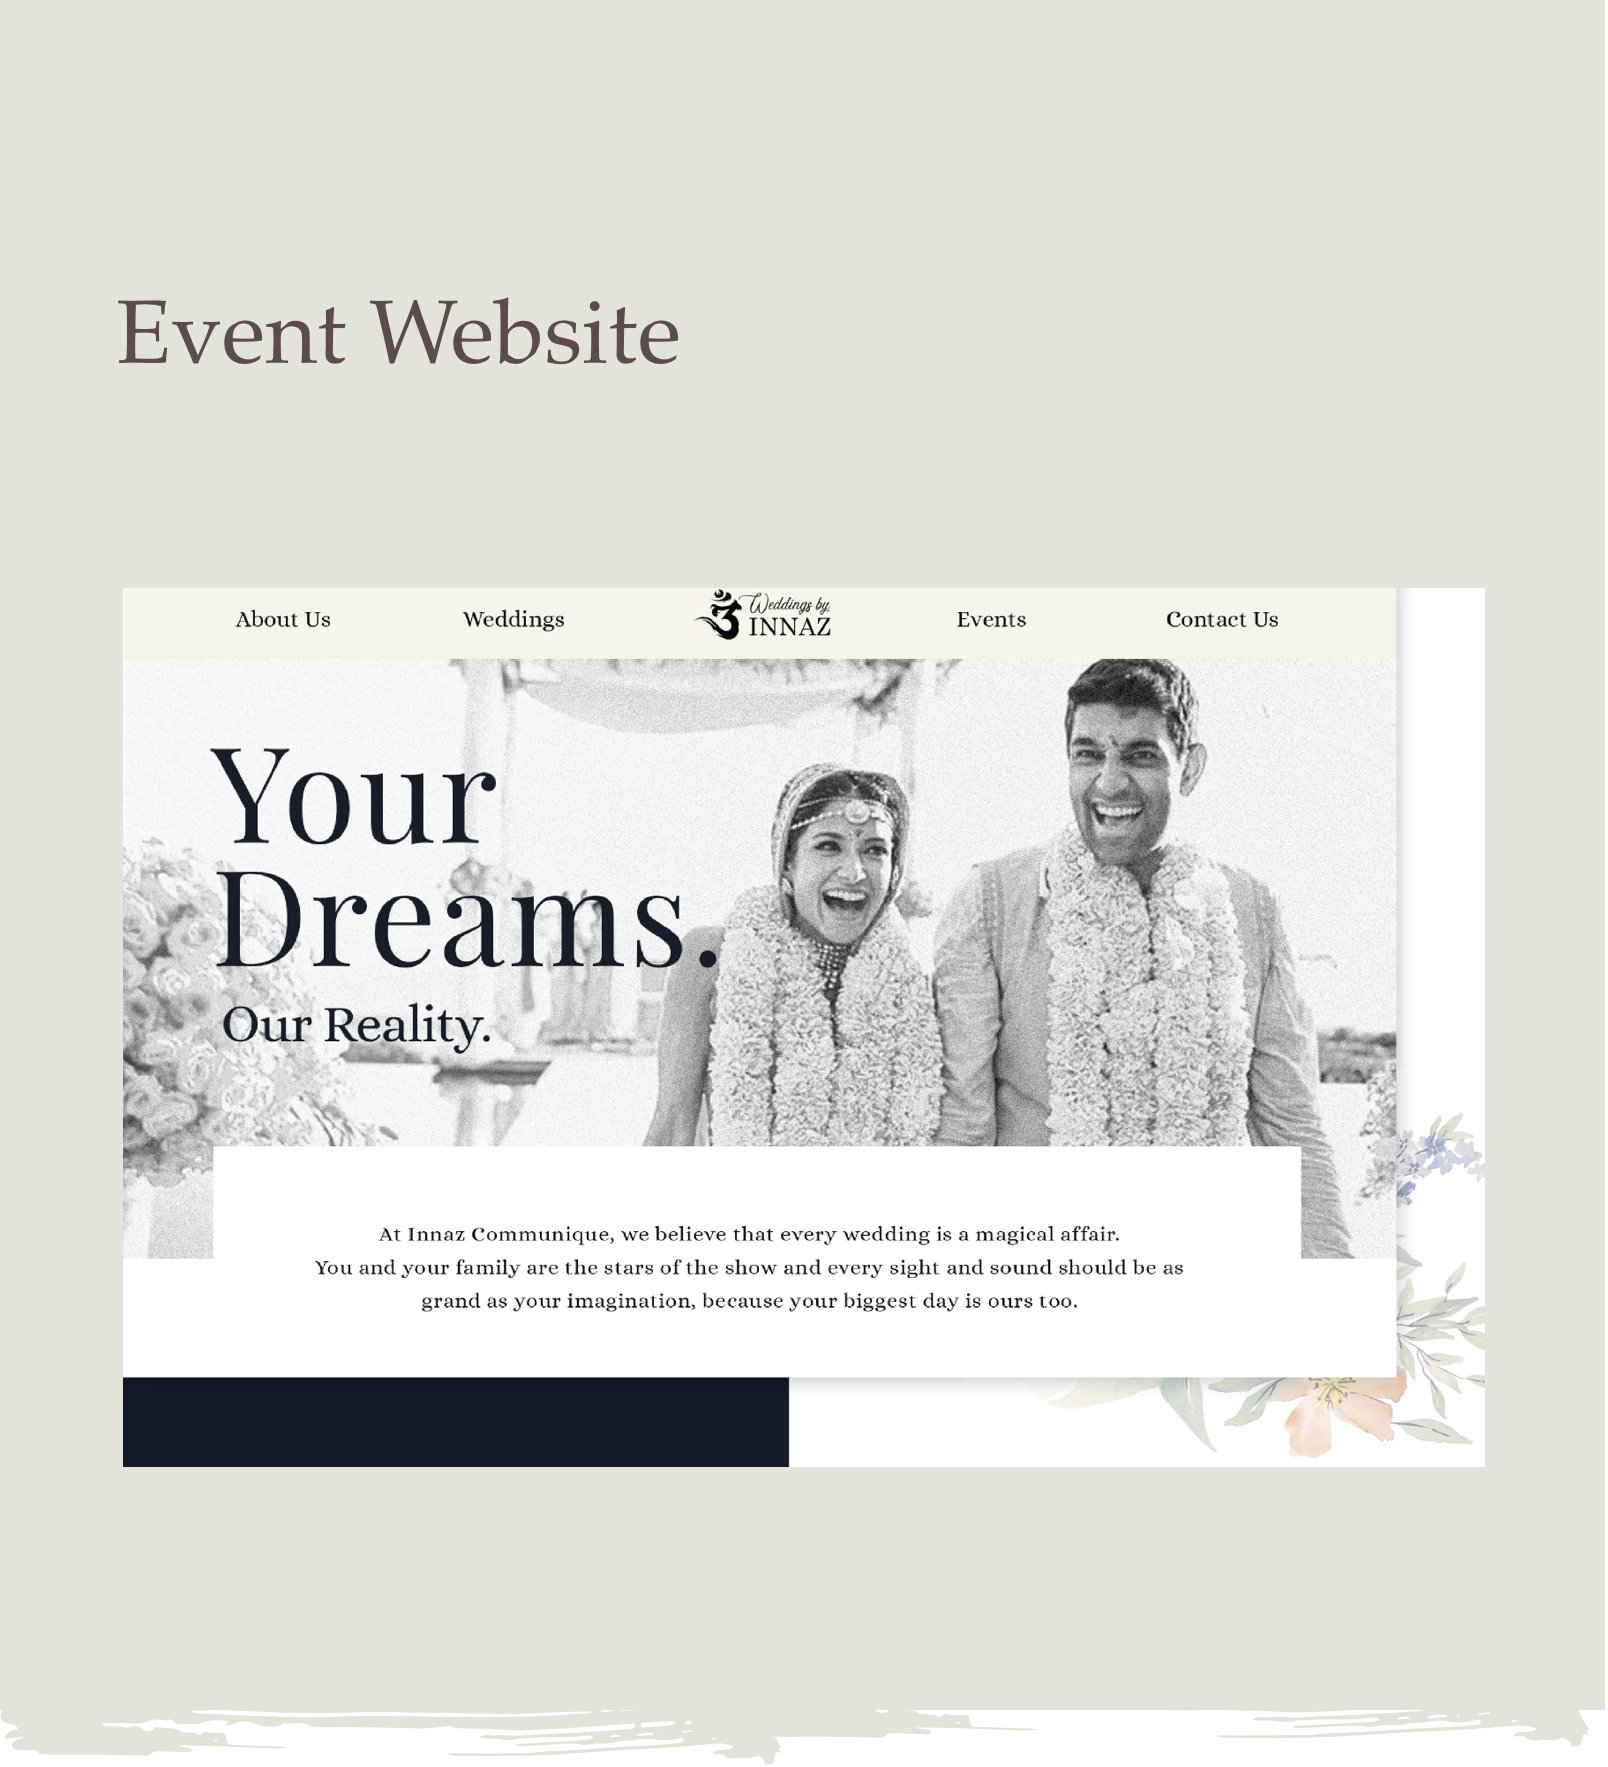 Event Website
About Us
Weddings
Weddings by
INNAZ
Events
Contact Us
Your
Dreams.
Our Reality.
At Innaz Communique, we believe that every wedding is a magical affair.
You and your family are the stars of the show and every sight and sound should be as
grand as your imagination, because your biggest day is ours too.